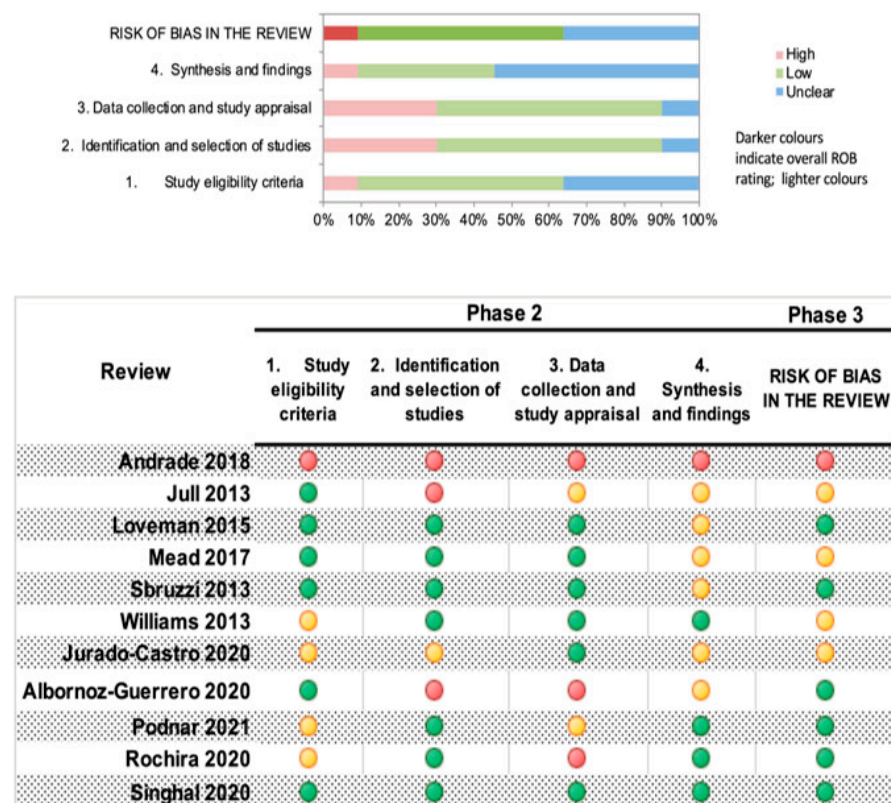 RISK OF BIAS IN THE REVIEW
4. Synthesis and findings
3. Data collection and study appraisal
2. Identification and selection of studies
1. Study eligibility criteria
0% 10% 20% 30% 40% 50% 60% 70% 80% 90% 100%
High
Low
Unclear
Darker colours
indicate overall ROB
rating; lighter colours
Phase 2 Phase 3
Review
1. Study
eligibility
criteria
2. Identification
and selection of
studies
3. Data
collection and
study appraisal
4.
Synthesis
and findings
RISK OF BIAS
IN THE REVIEW
Andrade 2018
Jull 2013
Loveman 2015
Mead 2017
Sbruzzi 2013
Williams 2013
Jurado-Castro 2020
Albornoz-Guerrero 2020
Podnar 2021
Rochira 2020
Singhal 2020